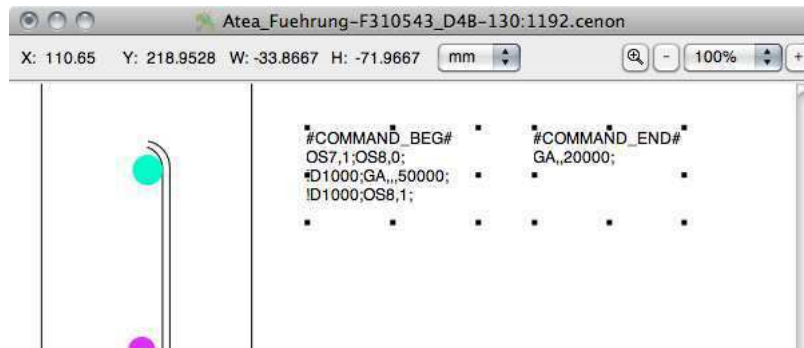 Atea_Fuehrung-F310543_D4B-130:1192.cenon
X: 110.65 Y: 218.9528 W: -33.8667 H: -71.9667 mm - 100% +
#COMMAND_BEG#
OS7,1;OS8,0;
!D1000;GA,,,50000;
!D1000;OS8,1;
#COMMAND_END#
GA,,20000;